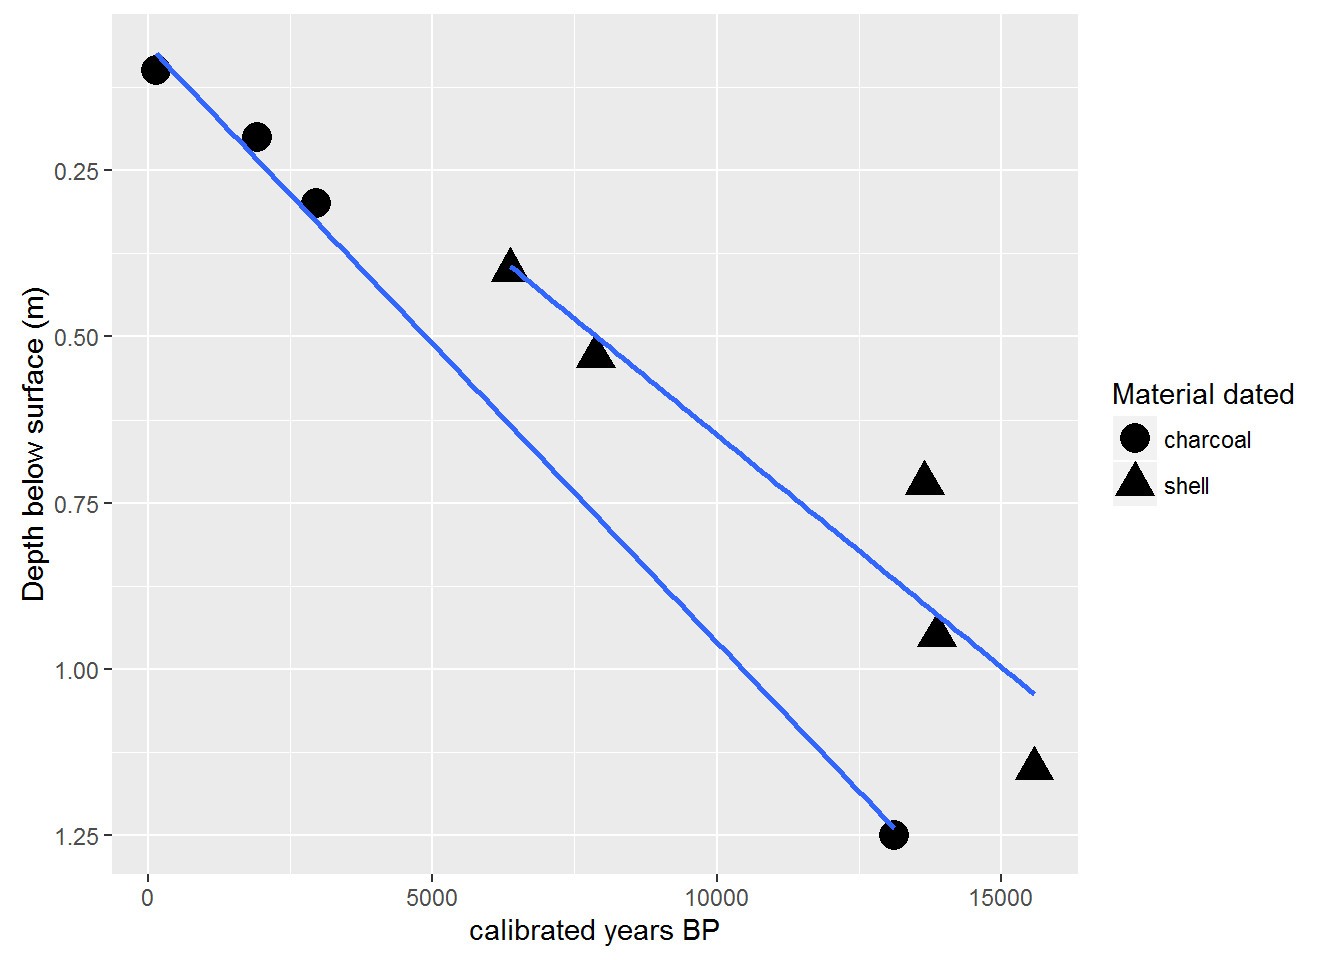 Depth below surface (m)
0.25
0.50
0.75
1.00
1.25
0
5000
10000
15000
calibrated years BP
Material dated
charcoal
shell